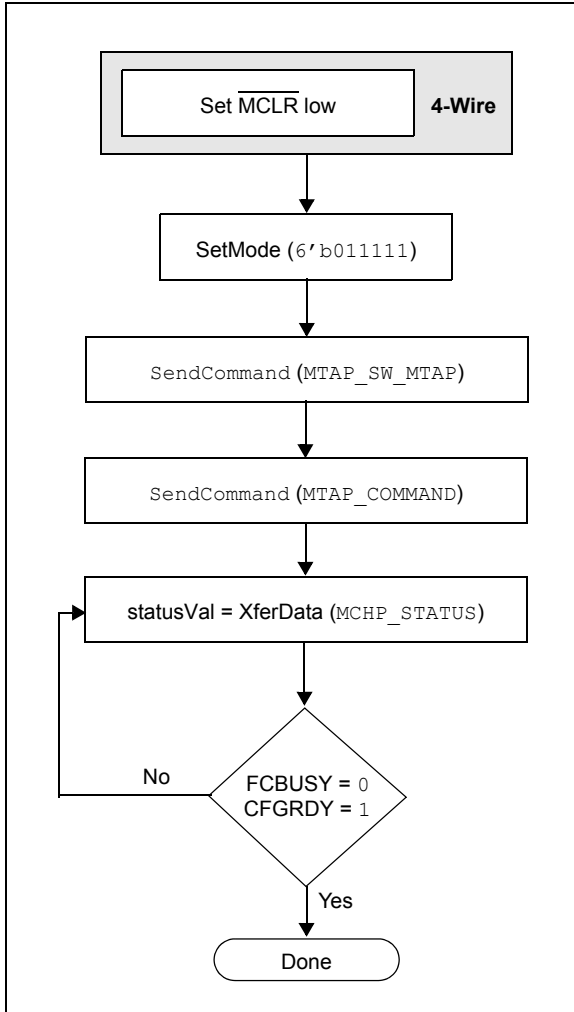 Set MCLR low
4-Wire
SetMode (6'b011111)
SendCommand (MTAP_SW_MTAP)
SendCommand (MTAP_COMMAND)
statusVal = XferData (MCHP_STATUS)
No
FCBUSY = 0
CFGRDY = 1
Yes
Done